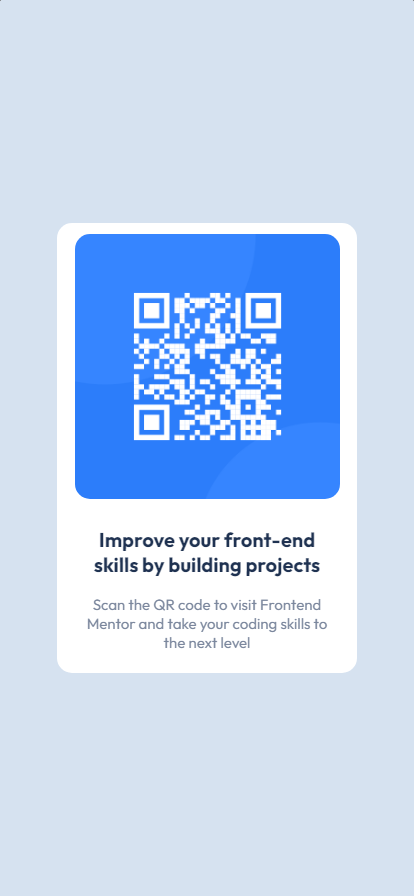 Improve your front-end
skills by building projects
Scan the QR code to visit Frontend
Mentor and take your coding skills to
the next level